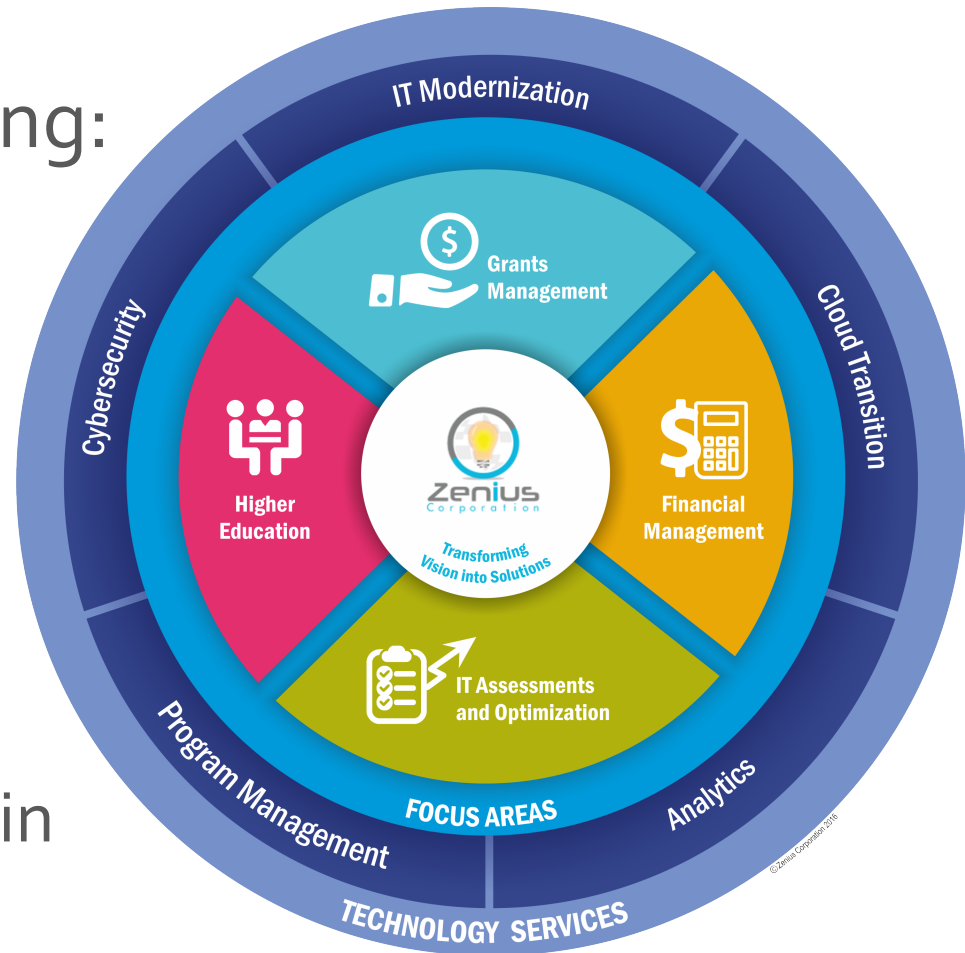 ng:
IT Modernization
Grants
Management
Cybersecurity
Cloud Transition
Higher
Education
Zenius
Corporation
Transforming
Vision into Solutions
Financial
Management
IT Assessments
and Optimization
Program Management
Analytics
in
FOCUS AREAS
© Zenius Corporation 2016
TECHNOLOGY SERVICES